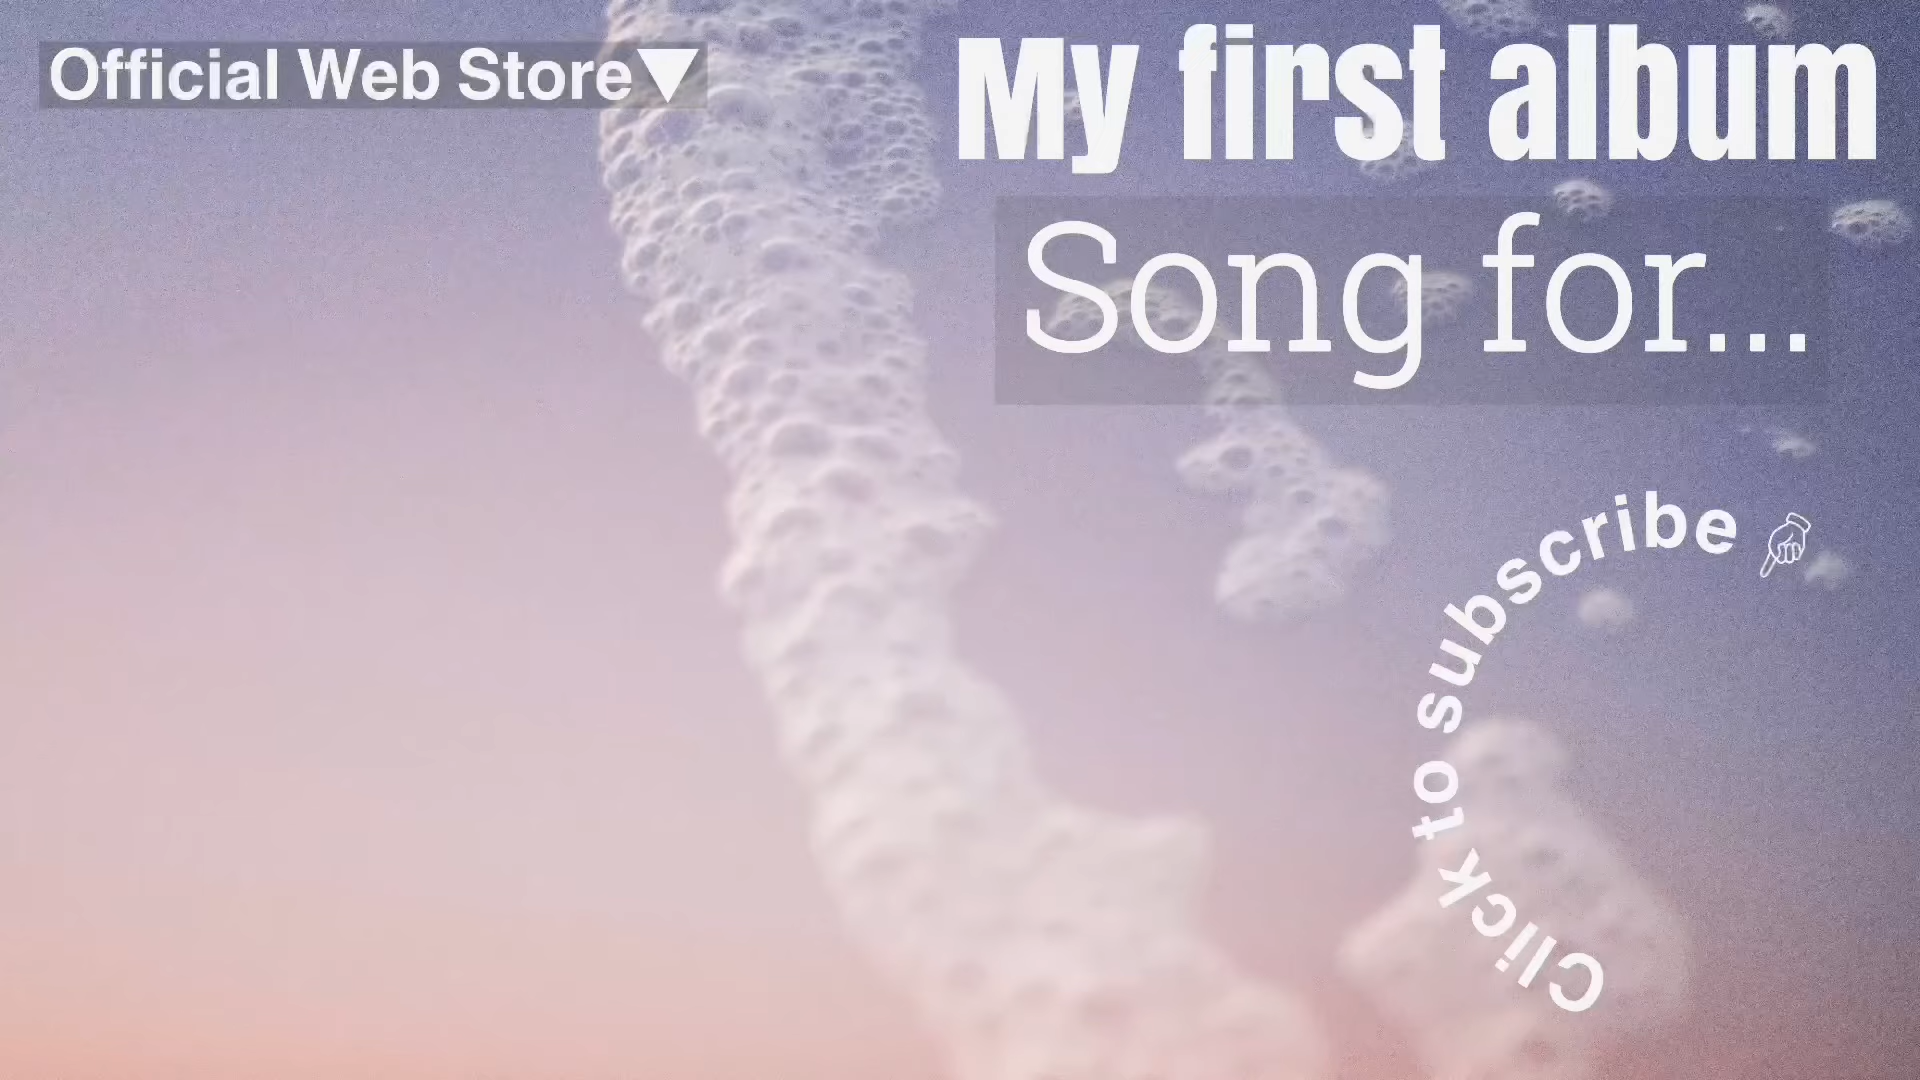 Official Web Store▼
My first album
Song for...
Click to subscribe ☟